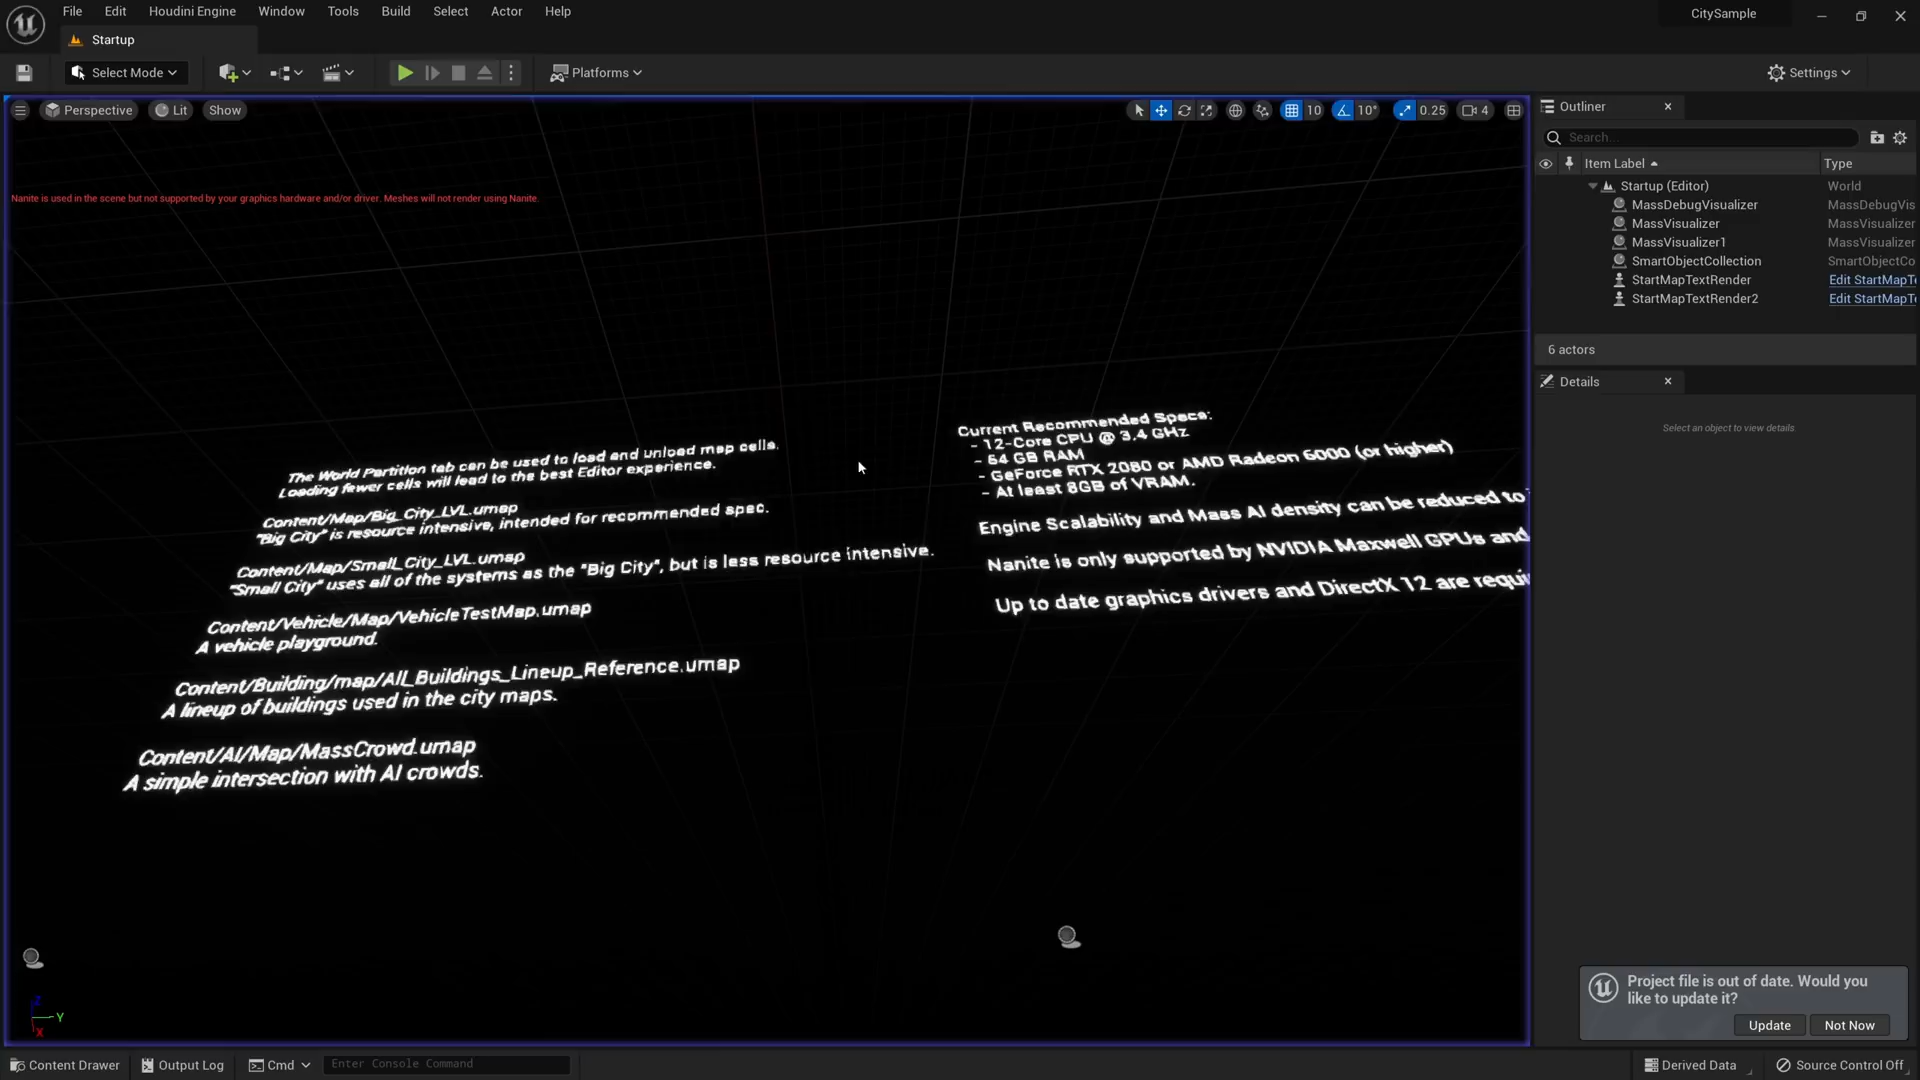 File Edit Houdini Engine Window Tools Build Select Actor Help
CitySample
Startup
Select Mode
Platforms
Settings
Perspective
Lit
Show
10
10°
0.25
4
Nanite is used in the scene but not supported by your graphics hardware and/or driver. Meshes will not render using Nanite.
The World Partition tab can be used to load and unload map cells.
Loading fewer cells will lead to the best Editor experience.
Content/Map/Big_City_LVL.umap
"Big City" is resource intensive, intended for recommended spec.
Content/Map/Small_City_LVL.umap
"Small City" uses all of the systems as the "Big City", but is less resource intensive.
Content/Vehicle/Map/VehicleTestMap.umap
A vehicle playground.
Content/Building/map/All_Buildings_Lineup_Reference.umap
A lineup of buildings used in the city maps.
Content/AI/Map/MassCrowd.umap
A simple intersection with AI crowds.
Current Recommended Specs:
- 12-Core CPU @ 3.4 GHz
- 64 GB RAM
- GeForce RTX 2080 or AMD Radeon 6000 (or higher)
- At least 8GB of VRAM.
Engine Scalability and Mass AI density can be reduced to
Nanite is only supported by NVIDIA Maxwell GPUs and
Up to date graphics drivers and DirectX 12 are requi
Z
Y
X
Outliner
Search...
Item Label Type
Startup (Editor) World
MassDebugVisualizer MassDebugVis
MassVisualizer MassVisualizer
MassVisualizer1 MassVisualizer
SmartObjectCollection SmartObjectCo
StartMapTextRender Edit StartMapTe
StartMapTextRender2 Edit StartMapTe
6 actors
Details
Select an object to view details.
Project file is out of date. Would you
like to update it?
Update
Not Now
Content Drawer
Output Log
Cmd
Enter Console Command
Derived Data
Source Control Off